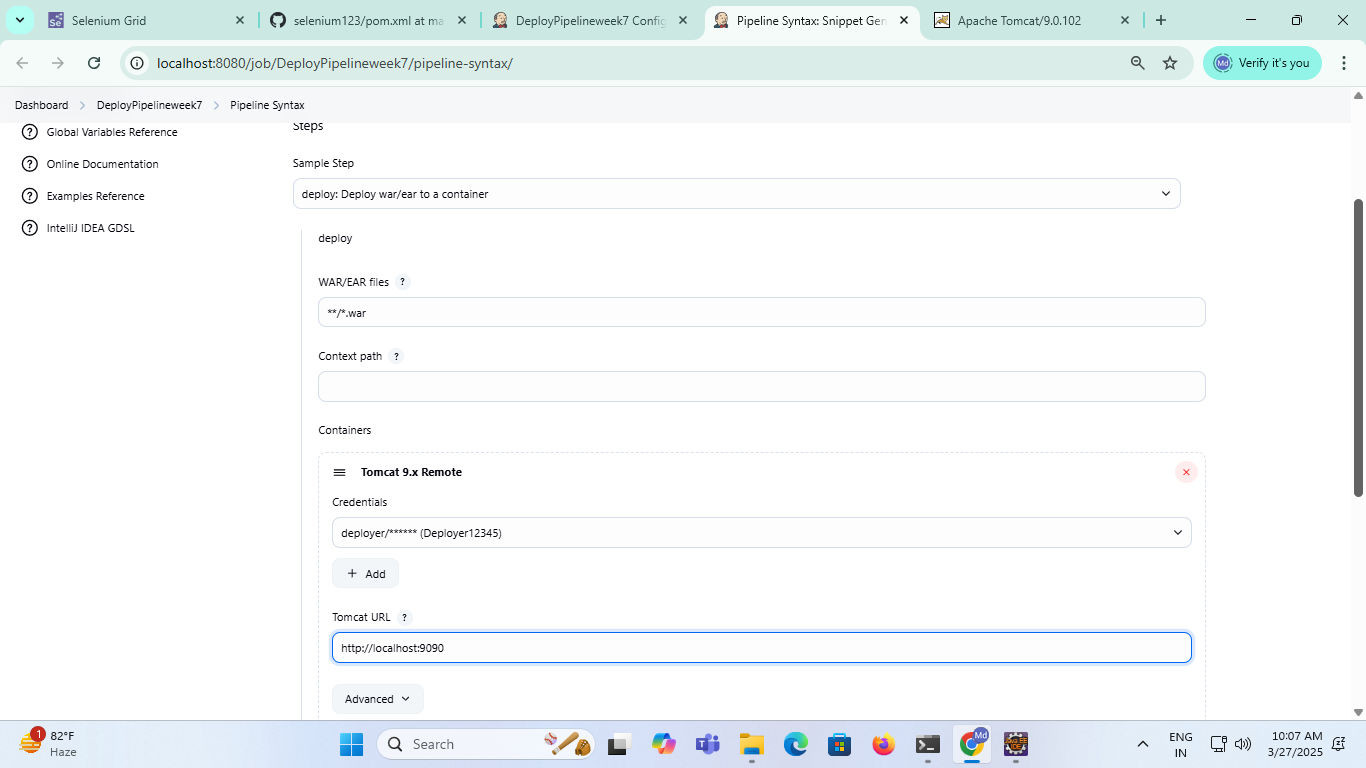 Selenium Grid
selenium123/pom.xml at ma
DeployPipelineweek7 Config
Pipeline Syntax: Snippet Gen
Apache Tomcat/9.0.102
localhost:8080/job/DeployPipelineweek7/pipeline-syntax/
Md
Verify it's you
Dashboard
DeployPipelineweek7
Pipeline Syntax
Global Variables Reference
Online Documentation
Examples Reference
IntelliJ IDEA GDSL
Steps
Sample Step
deploy: Deploy war/ear to a container
deploy
WAR/EAR files ?
**/*.war
Context path ?
Containers
Tomcat 9.x Remote
Credentials
deployer/****** (Deployer12345)
+ Add
Tomcat URL ?
http://localhost:9090
Advanced
1
82°F
Haze
Search
Md
ENG
IN
10:07 AM
3/27/2025